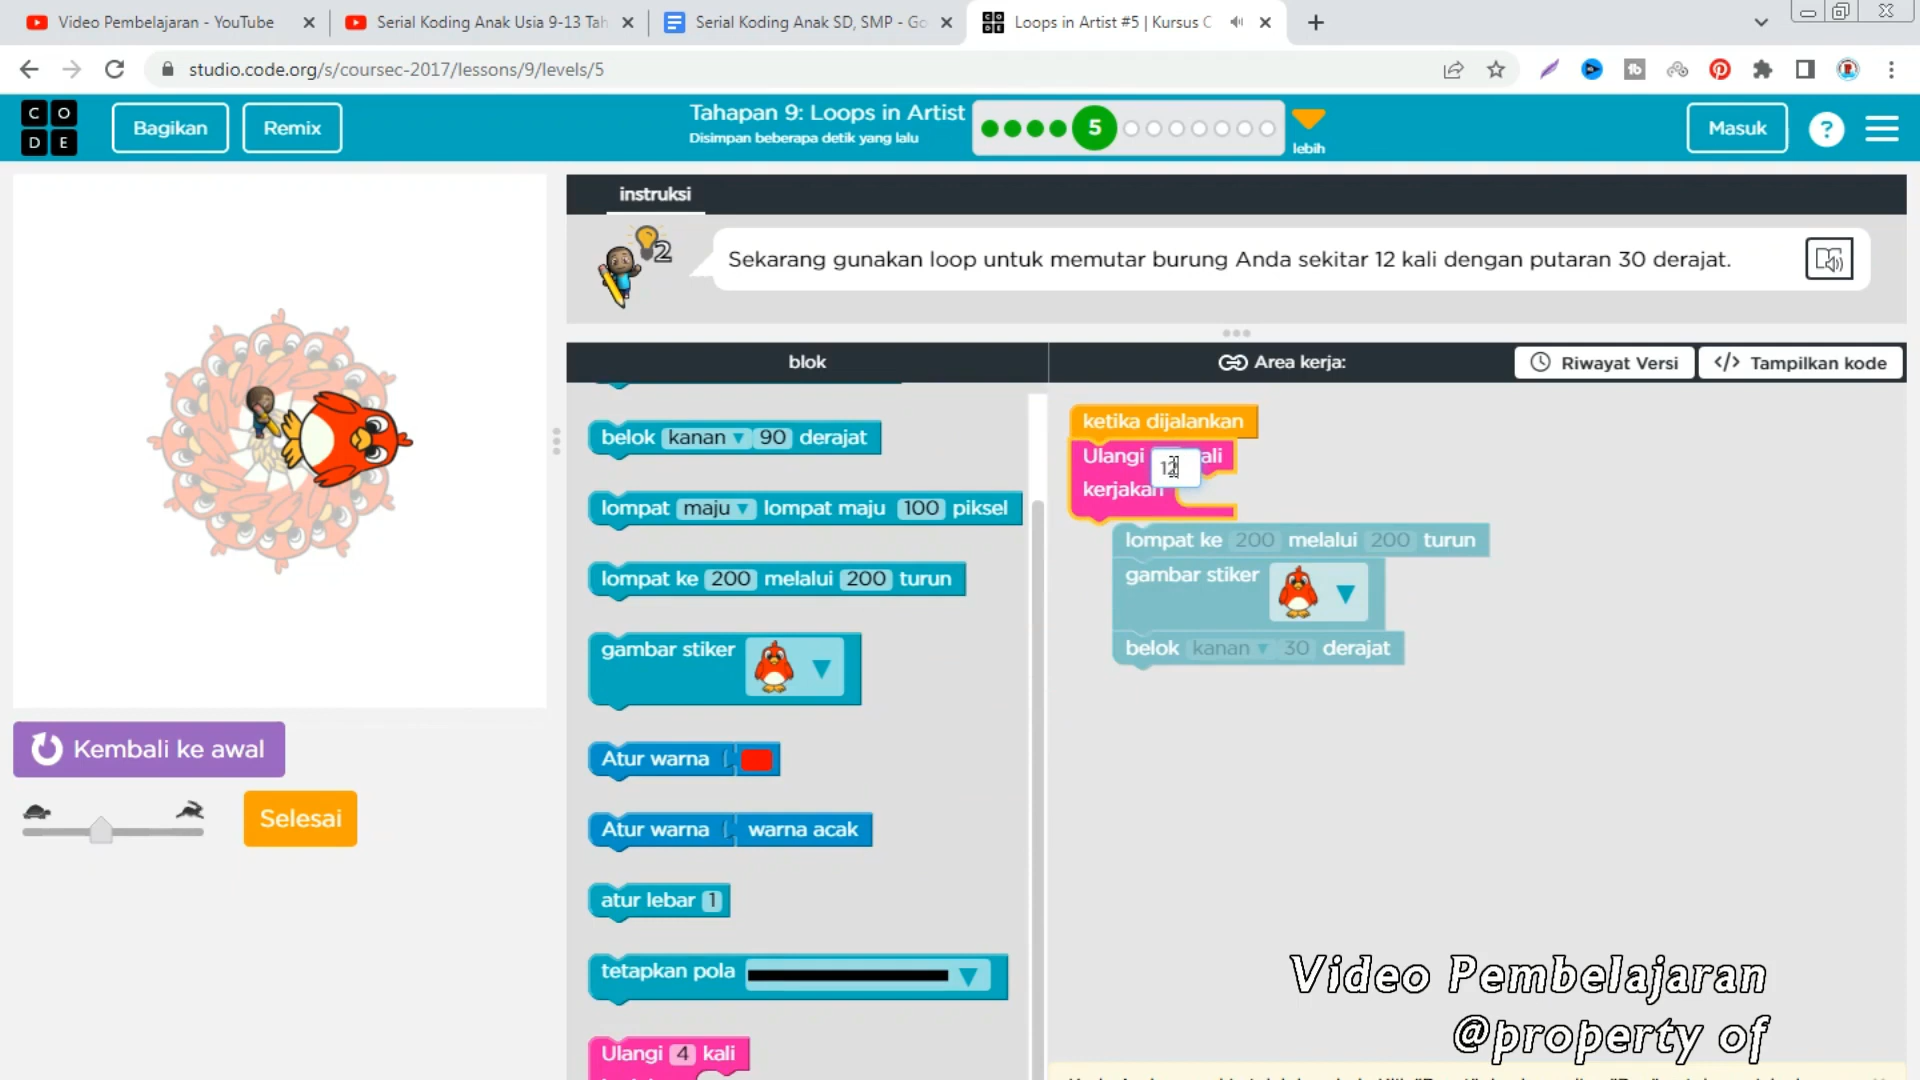 Video Pembelajaran - YouTube
Serial Koding Anak Usia 9-13 Tah
Serial Koding Anak SD, SMP - Go
Loops in Artist #5 | Kursus C
studio.code.org/s/coursec-2017/lessons/9/levels/5
C O
D E
Bagikan
Remix
Tahapan 9: Loops in Artist
Disimpan beberapa detik yang lalu
5
lebih
Masuk
?
instruksi
2
Sekarang gunakan loop untuk memutar burung Anda sekitar 12 kali dengan putaran 30 derajat.
blok
Area kerja:
Riwayat Versi
</> Tampilkan kode
belok kanan 90 derajat
lompat maju lompat maju 100 piksel
lompat ke 200 melalui 200 turun
gambar stiker
Atur warna
Atur warna warna acak
atur lebar 1
tetapkan pola
Ulangi 4 kali
ketika dijalankan
Ulangi 12 ali
kerjakan
lompat ke 200 melalui 200 turun
gambar stiker
belok kanan 30 derajat
Kembali ke awal
Selesai
Video Pembelajaran
@property of